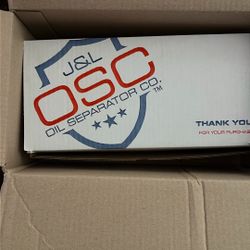 J&L
OSC
OIL SEPARATOR CO.™
THANK YOU
FOR YOUR PURCHASE